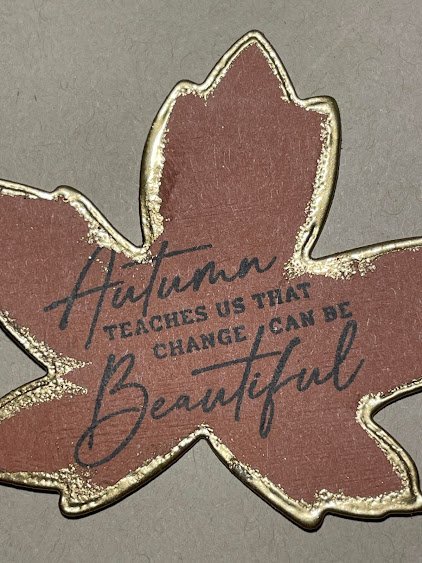 Autumn
TEACHES US THAT
CHANGE CAN BE
Beautiful